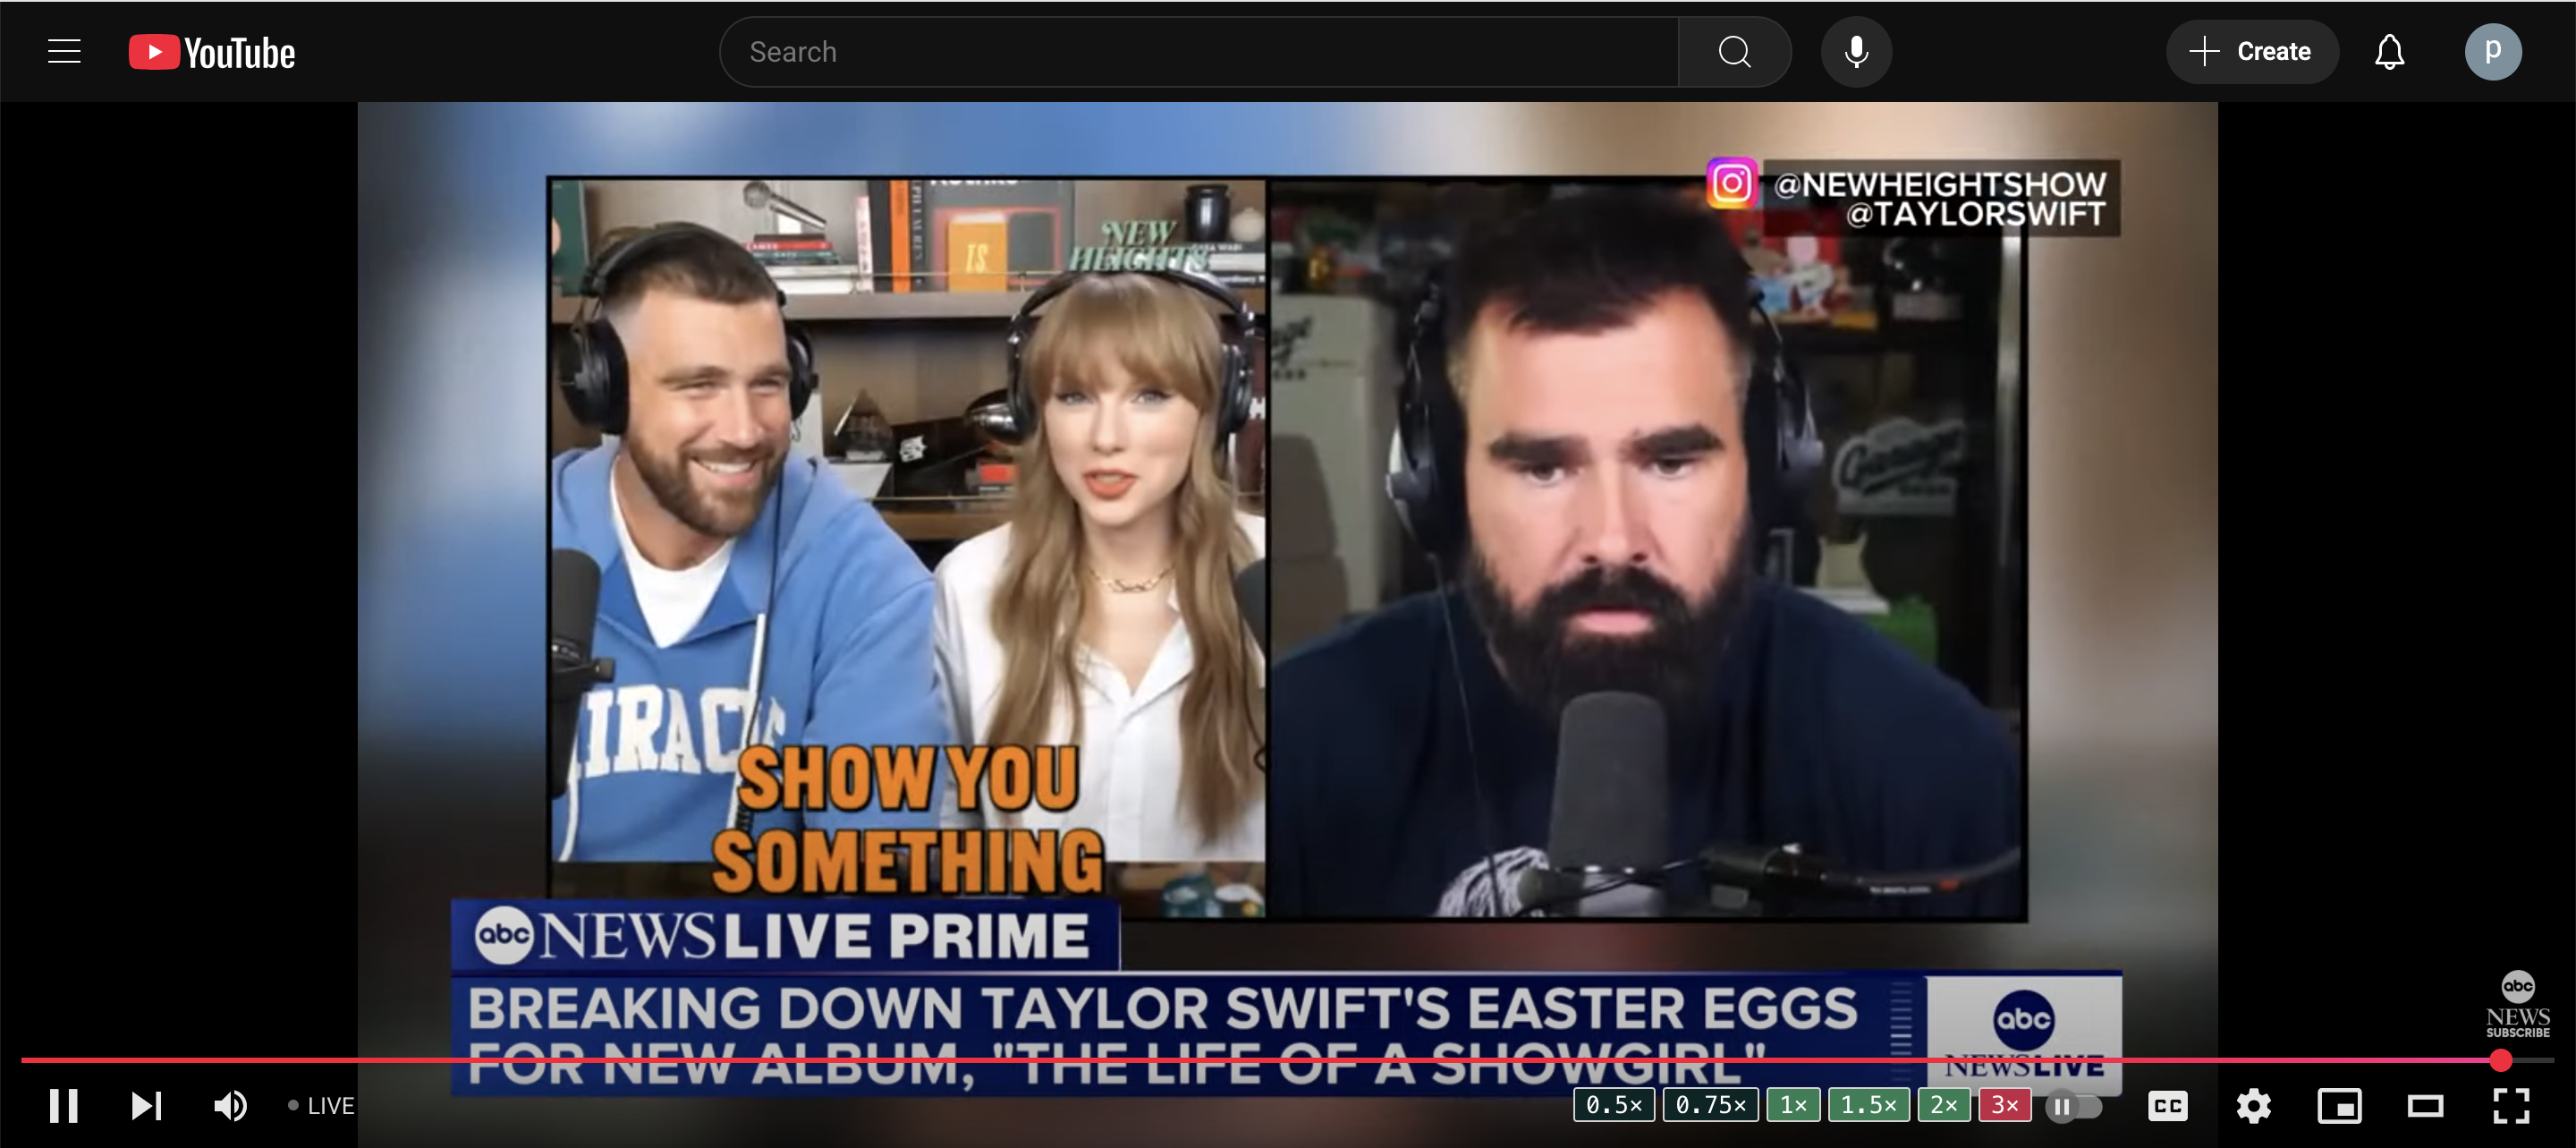 YouTube
Search
Create
p
@NEWHEIGHTSHOW
@TAYLORSWIFT
NEW
HEIGHTS
T.S.
SHOW YOU
SOMETHING
abc NEWS LIVE PRIME
BREAKING DOWN TAYLOR SWIFT'S EASTER EGGS
FOR NEW ALBUM, "THE LIFE OF A SHOWGIRL"
abc
NEWS LIVE
abc
NEWS
SUBSCRIBE
LIVE
0.5× 0.75× 1× 1.5× 2× 3×
CC